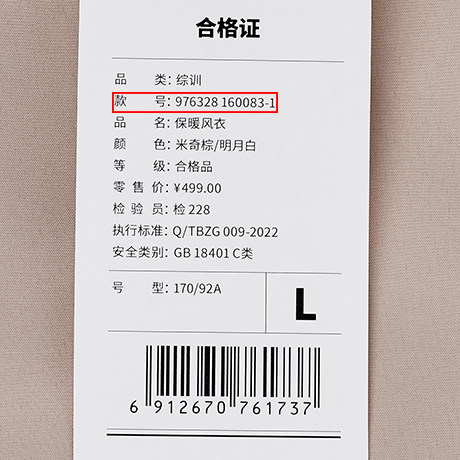 合格证
品 类：综训
款 号：976328 160083-1
品 名：保暖风衣
颜 色：米奇棕/明月白
等 级：合格品
零 售 价：¥499.00
检 验 员：检 228
执行标准：Q/TBZG 009-2022
安全类别：GB 18401 C类
号 型：170/92A
L
6 912670 761737